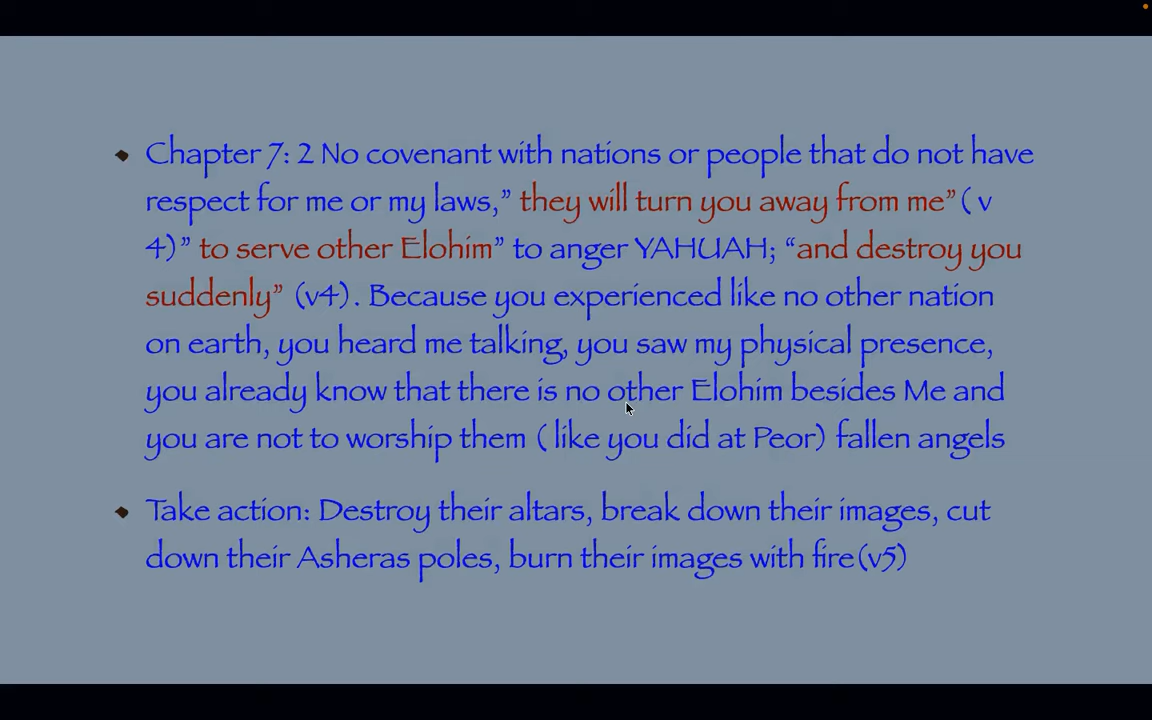 Chapter 7: 2 No covenant with nations or people that do not have
respect for me or my laws,” they will turn you away from me”( v
4)” to serve other Elohim” to anger YAHUAH; “and destroy you
suddenly” (v4). Because you experienced like no other nation
on earth, you heard me talking, you saw my physical presence,
you already know that there is no other Elohim besides Me and
you are not to worship them ( like you did at Peor) fallen angels
Take action: Destroy their altars, break down their images, cut
down their Asheras poles, burn their images with fire(v5)